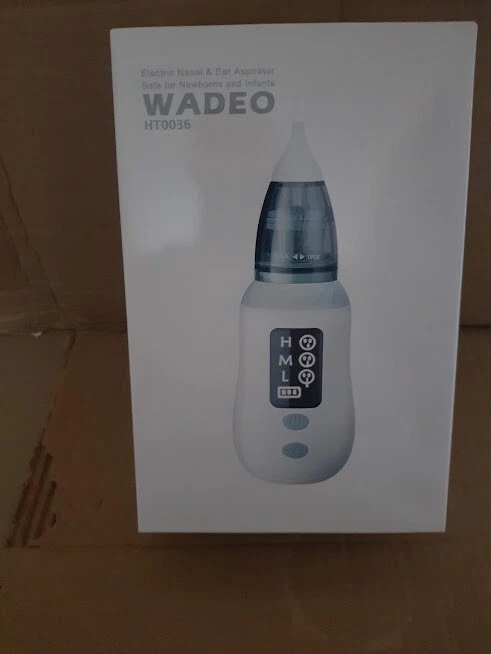 Electric Nasal & Ear Aspirator
Safe for Newborns and Infants
WADEO
HT0036
H
M
L